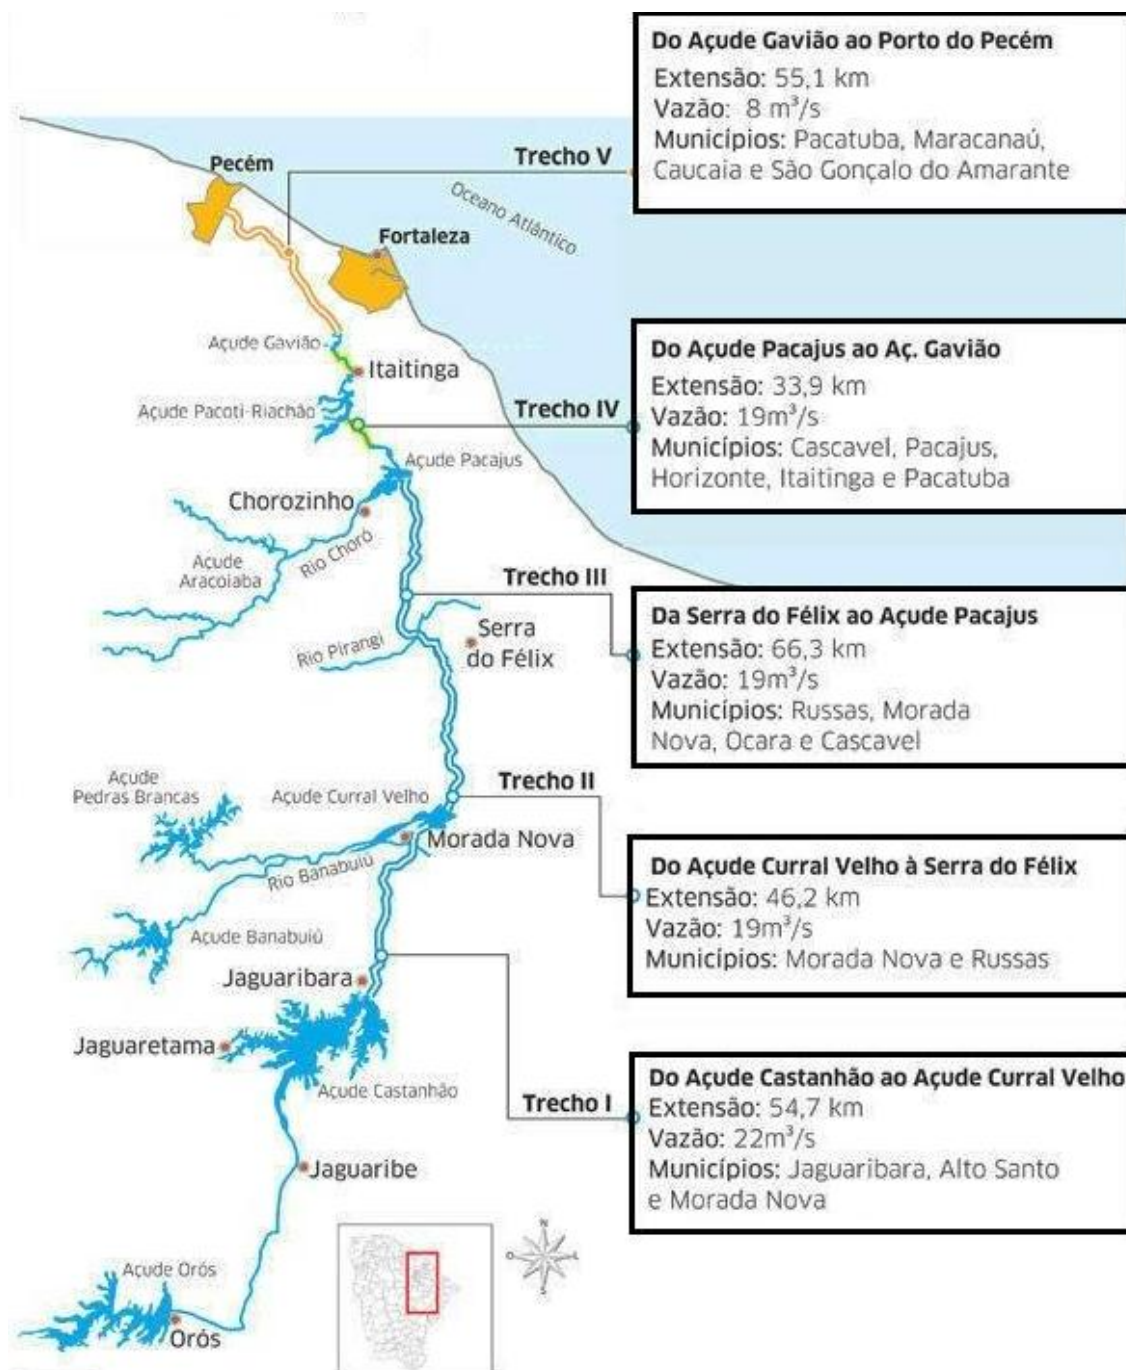 Do Açude Gavião ao Porto do Pecém
Extensão: 55,1 km
Vazão: 8 m³/s
Municípios: Pacatuba, Maracanaú,
Caucaia e São Gonçalo do Amarante
Trecho V
Pecém
Oceano Atlântico
Fortaleza
Açude Gavião
Itaitinga
Do Açude Pacajus ao Aç. Gavião
Extensão: 33,9 km
Vazão: 19m³/s
Municípios: Cascavel, Pacajus,
Horizonte, Itaitinga e Pacatuba
Trecho IV
Açude Pacoti-Riachão
Açude Pacajus
Chorozinho
Rio Choró
Açude
Aracoiaba
Trecho III
Da Serra do Félix ao Açude Pacajus
Extensão: 66,3 km
Vazão: 19m³/s
Municípios: Russas, Morada
Nova, Ocara e Cascavel
Rio Pirangi
Serra
do Félix
Açude
Pedras Brancas
Açude Curral Velho
Trecho II
Morada Nova
Rio Banabuiú
Do Açude Curral Velho à Serra do Félix
Extensão: 46,2 km
Vazão: 19m³/s
Municípios: Morada Nova e Russas
Açude Banabuiú
Jaguaribara
Jaguaretama
Açude Castanhão
Trecho I
Do Açude Castanhão ao Açude Curral Velho
Extensão: 54,7 km
Vazão: 22m³/s
Municípios: Jaguaribara, Alto Santo
e Morada Nova
Jaguaribe
N
O
L
S
Açude Orós
Orós